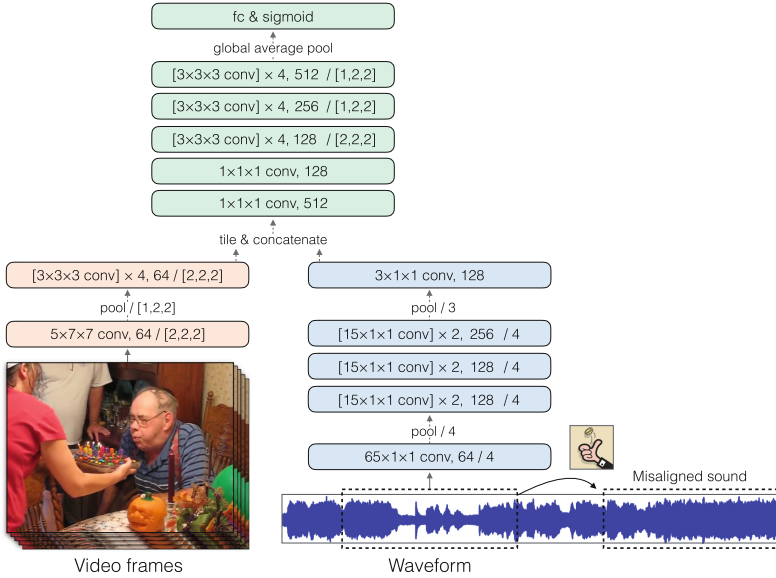 fc & sigmoid
global average pool
[3×3×3 conv] × 4, 512 / [1,2,2]
[3×3×3 conv] × 4, 256 / [1,2,2]
[3×3×3 conv] × 4, 128 / [2,2,2]
1×1×1 conv, 128
1×1×1 conv, 512
tile & concatenate
[3×3×3 conv] × 4, 64 / [2,2,2]
pool / [1,2,2]
5×7×7 conv, 64 / [2,2,2]
Video frames
3×1×1 conv, 128
pool / 3
[15×1×1 conv] × 2, 256 / 4
[15×1×1 conv] × 2, 128 / 4
[15×1×1 conv] × 2, 128 / 4
pool / 4
65×1×1 conv, 64 / 4
Misaligned sound
Waveform